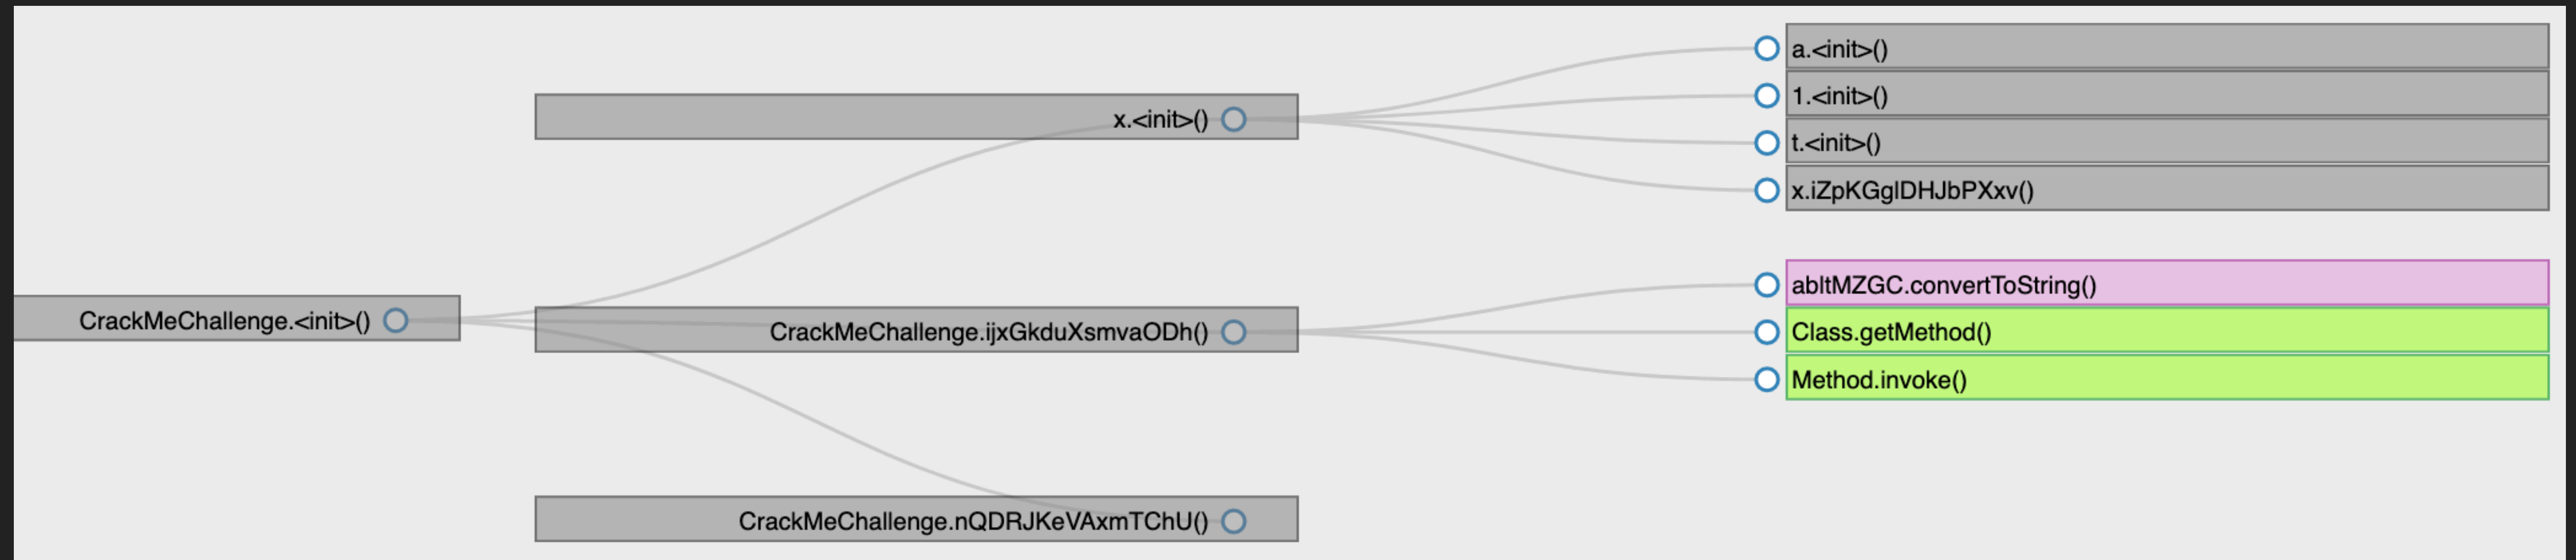 a.<init>()
1.<init>()
x.<init>()
t.<init>()
x.iZpKGglDHJbPXxv()
abltMZGC.convertToString()
CrackMeChallenge.<init>()
CrackMeChallenge.ijxGkduXsmvaODh()
Class.getMethod()
Method.invoke()
CrackMeChallenge.nQDRJKeVAxmTChU()